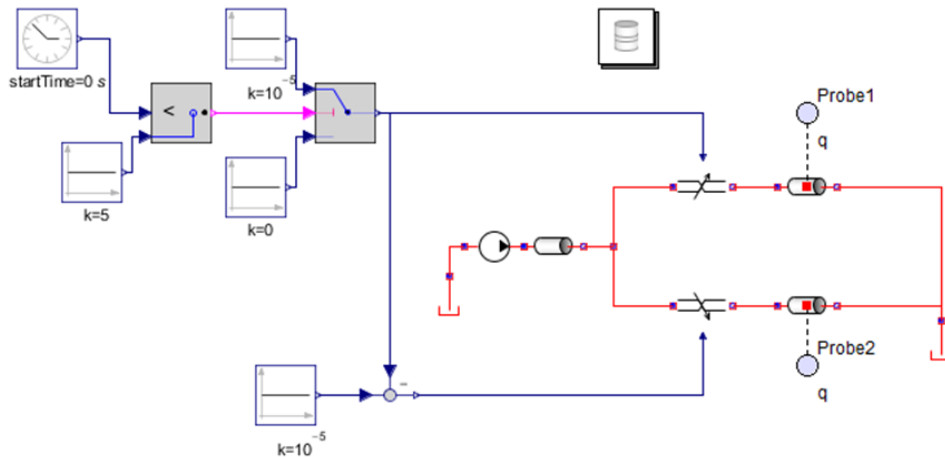 startTime=0 s
<
k=5
k=10⁻⁵
k=0
Probe1
q
Probe2
q
-
k=10⁻⁵